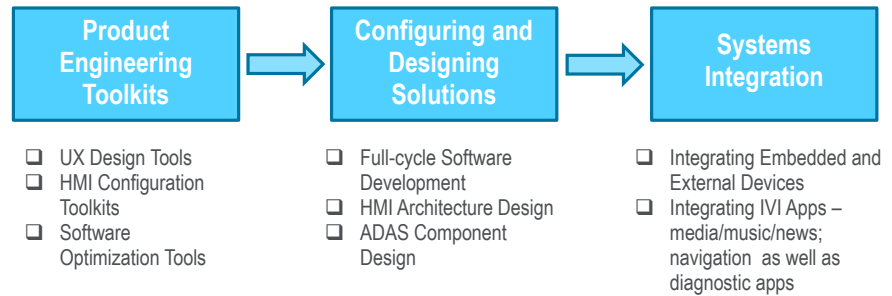 Product
Engineering
Toolkits
Configuring and
Designing
Solutions
Systems
Integration
❑ UX Design Tools
❑ HMI Configuration
Toolkits
❑ Software
Optimization Tools
❑ Full-cycle Software
Development
❑ HMI Architecture Design
❑ ADAS Component
Design
❑ Integrating Embedded and
External Devices
❑ Integrating IVI Apps –
media/music/news;
navigation as well as
diagnostic apps